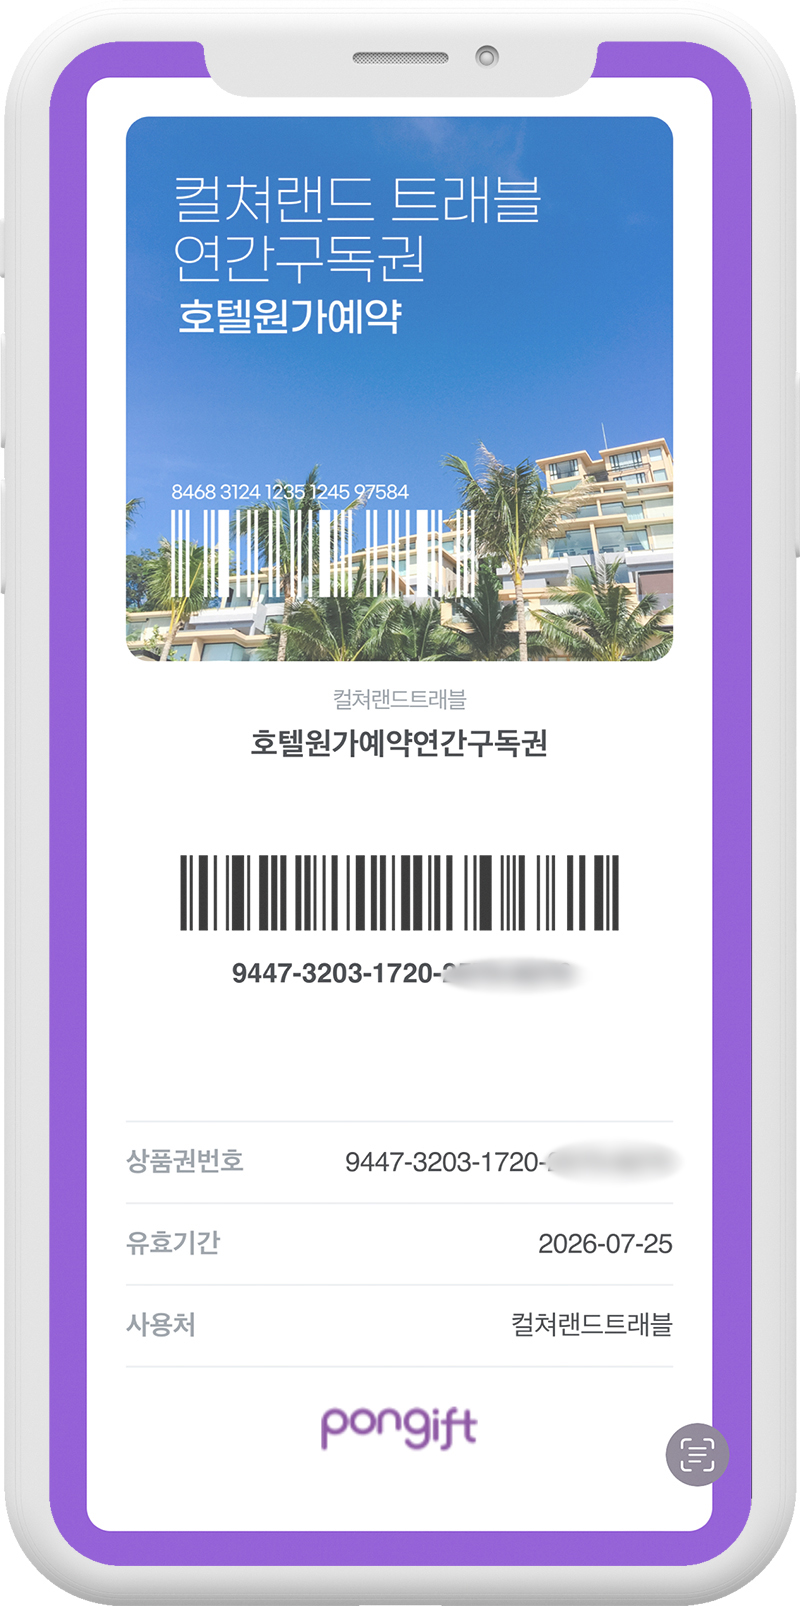 컬쳐랜드 트래블
연간구독권
호텔원가예약
8468 3124 1235 1245 97584
컬쳐랜드트래블
호텔원가예약연간구독권
9447-3203-1720-
상품권번호 9447-3203-1720-
유효기간 2026-07-25
사용처 컬쳐랜드트래블
pongift